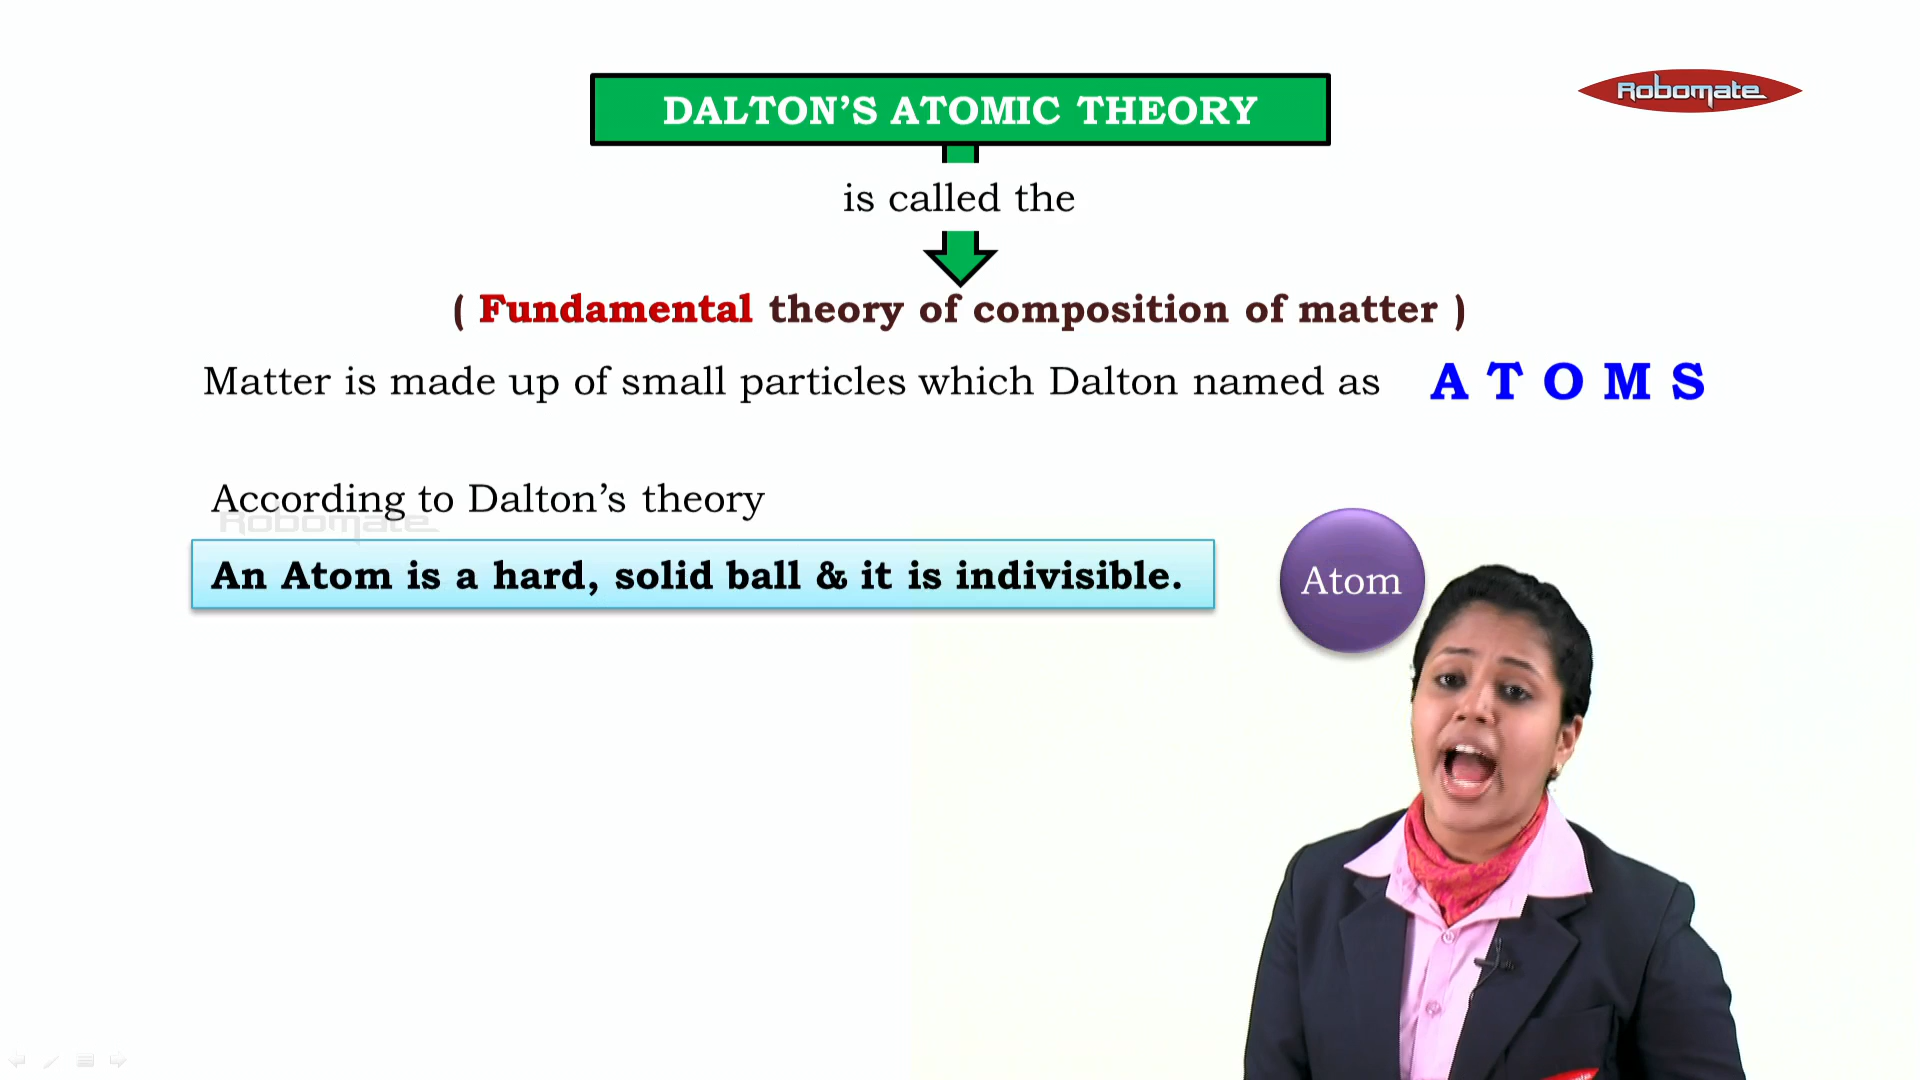 DALTON’S ATOMIC THEORY
Robomate
is called the
( Fundamental theory of composition of matter )
Matter is made up of small particles which Dalton named as A T O M S
According to Dalton’s theory
Robomate
An Atom is a hard, solid ball & it is indivisible.
Atom